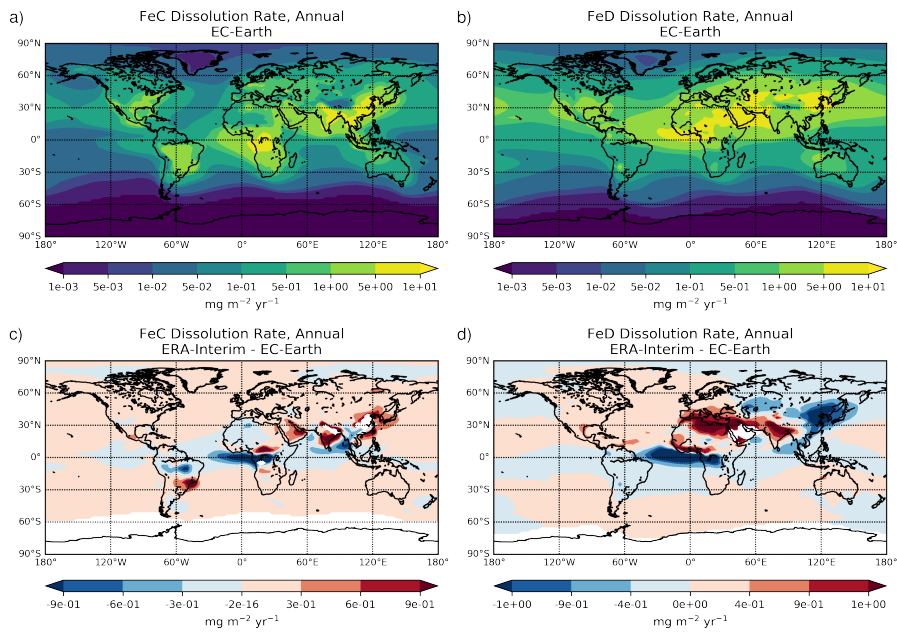 a) FeC Dissolution Rate, Annual
EC-Earth
90°N
60°N
30°N
0°
30°S
60°S
90°S
180° 120°W 60°W 0° 60°E 120°E 180°
1e-03 5e-03 1e-02 5e-02 1e-01 5e-01 1e+00 5e+00 1e+01
mg m⁻² yr⁻¹
b) FeD Dissolution Rate, Annual
EC-Earth
90°N
60°N
30°N
0°
30°S
60°S
90°S
180° 120°W 60°W 0° 60°E 120°E 180°
1e-03 5e-03 1e-02 5e-02 1e-01 5e-01 1e+00 5e+00 1e+01
mg m⁻² yr⁻¹
c) FeC Dissolution Rate, Annual
ERA-Interim - EC-Earth
90°N
60°N
30°N
0°
30°S
60°S
90°S
180° 120°W 60°W 0° 60°E 120°E 180°
-9e-01 -6e-01 -3e-01 -2e-16 3e-01 6e-01 9e-01
mg m⁻² yr⁻¹
d) FeD Dissolution Rate, Annual
ERA-Interim - EC-Earth
90°N
60°N
30°N
0°
30°S
60°S
90°S
180° 120°W 60°W 0° 60°E 120°E 180°
-1e+00 -9e-01 -4e-01 0e+00 4e-01 9e-01 1e+00
mg m⁻² yr⁻¹